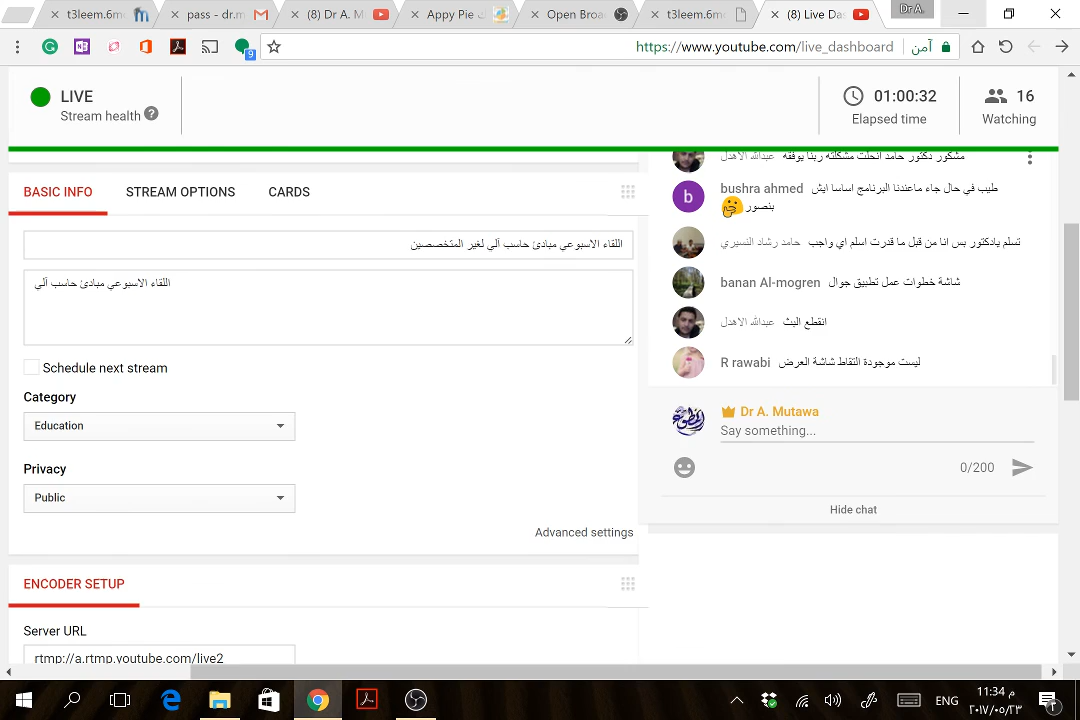 t3leem.6m
pass - dr.m
(8) Dr A. M
Appy Pie
Open Broa
t3leem.6m
(8) Live Da
Dr A.
9
https://www.youtube.com/live_dashboard
آمن
LIVE
Stream health
01:00:32
Elapsed time
16
Watching
BASIC INFO
STREAM OPTIONS
CARDS
اللقاء الاسبوعي مبادئ حاسب آلي لغير المتخصصين
اللقاء الاسبوعي مبادئ حاسب آلي
Schedule next stream
Category
Education
Privacy
Public
Advanced settings
ENCODER SETUP
Server URL
rtmp://a.rtmp.youtube.com/live2
عبدالله الاهدل مشكور دكتور حامد انحلت مشكلته ربنا يوفقه
b
bushra ahmed طيب في حال جاء ماعندنا البرنامج اساسا ايش
بنصور
حامد رشاد النسيري تسلم يادكتور بس انا من قبل ما قدرت اسلم اي واجب
banan Al-mogren شاشة خطوات عمل تطبيق جوال
عبدالله الاهدل انقطع البث
R rawabi ليست موجودة التقاط شاشة العرض
Dr A. Mutawa
Say something...
0/200
Hide chat
ENG
11:34 م
٢٠١٧/٠٥/٢٣
1